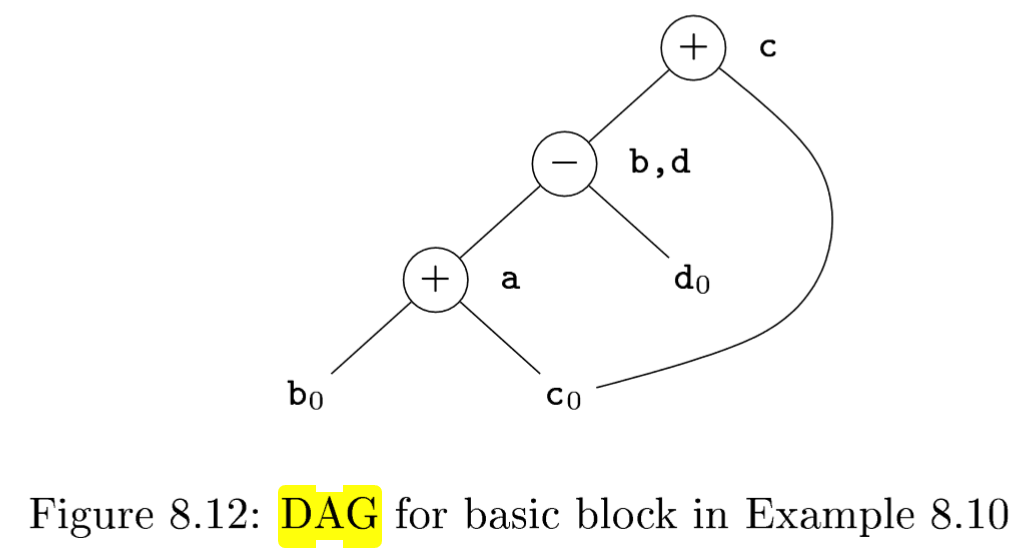 + c
− b,d
+ a d₀
b₀ c₀
Figure 8.12: DAG for basic block in Example 8.10